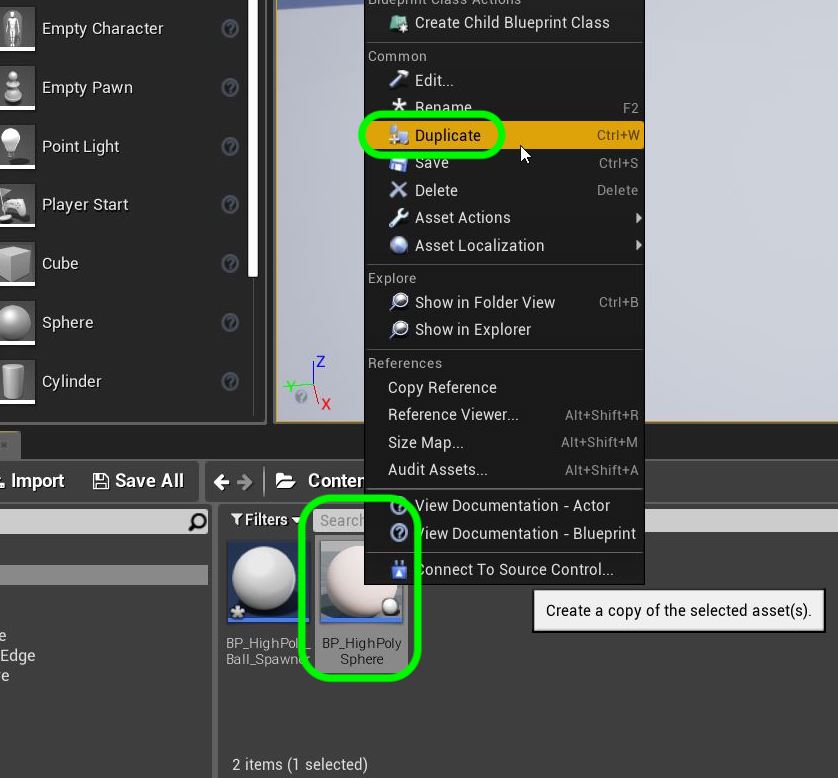 Blueprint Class Actions
Create Child Blueprint Class
Common
Edit...
Rename F2
Duplicate Ctrl+W
Save Ctrl+S
Delete Delete
Asset Actions
Asset Localization
Explore
Show in Folder View Ctrl+B
Show in Explorer
References
Copy Reference
Reference Viewer... Alt+Shift+R
Size Map... Alt+Shift+M
Audit Assets... Alt+Shift+A
View Documentation - Actor
View Documentation - Blueprint
Connect To Source Control...
Empty Character
Empty Pawn
Point Light
Player Start
Cube
Sphere
Cylinder
Z
Y
X
Import
Save All
Conten
Filters
Search
e
Edge
e
BP_HighPoly_
Ball_Spawner
BP_HighPoly
Sphere
Create a copy of the selected asset(s).
2 items (1 selected)